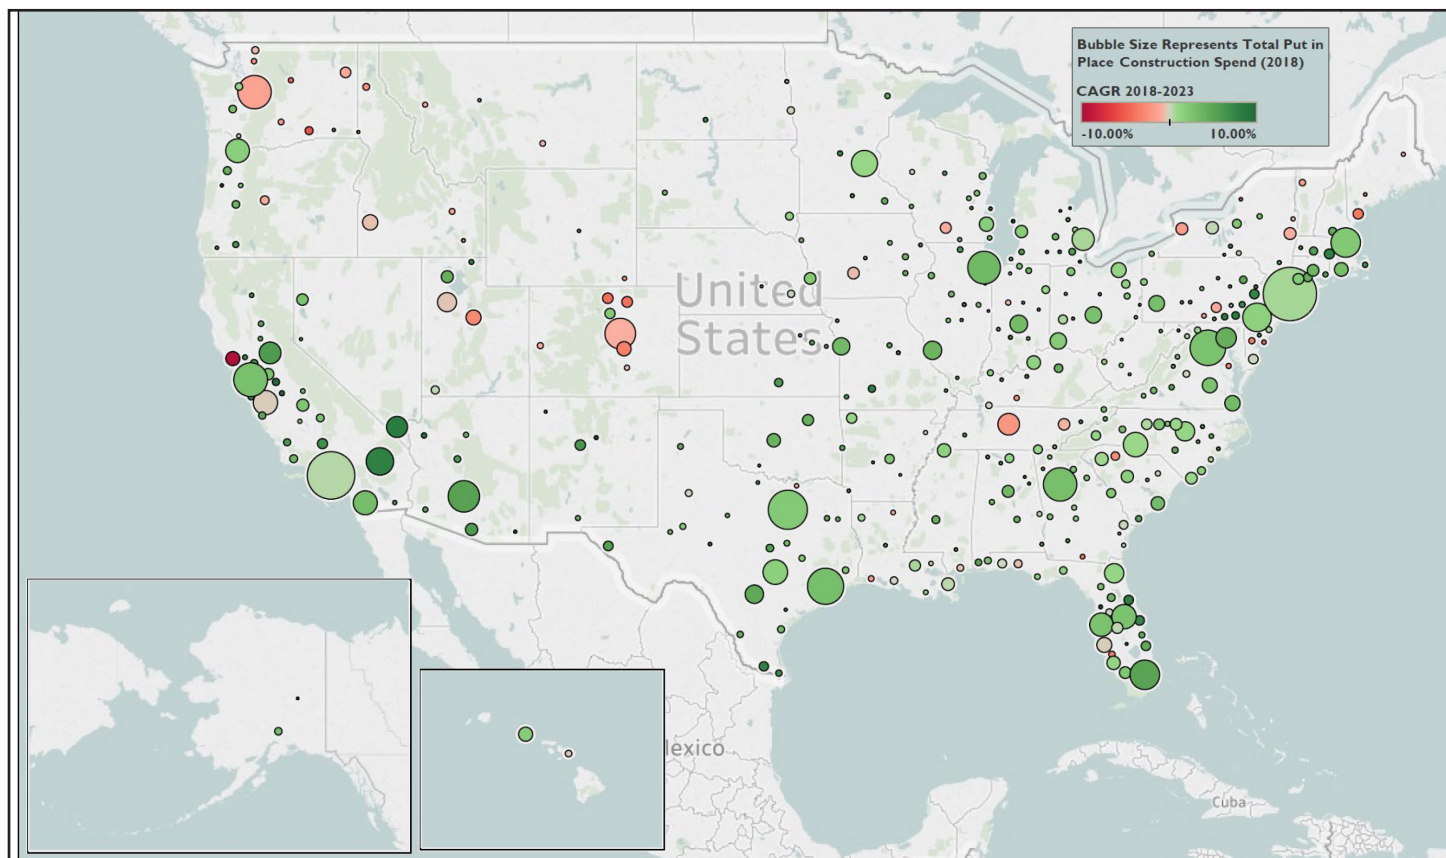 Bubble Size Represents Total Put in
Place Construction Spend (2018)
CAGR 2018-2023
-10.00% 10.00%
United
States
lexico
Cuba